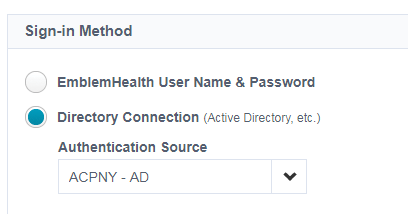 Sign-in Method
EmblemHealth User Name & Password
Directory Connection (Active Directory, etc.)
Authentication Source
ACPNY - AD